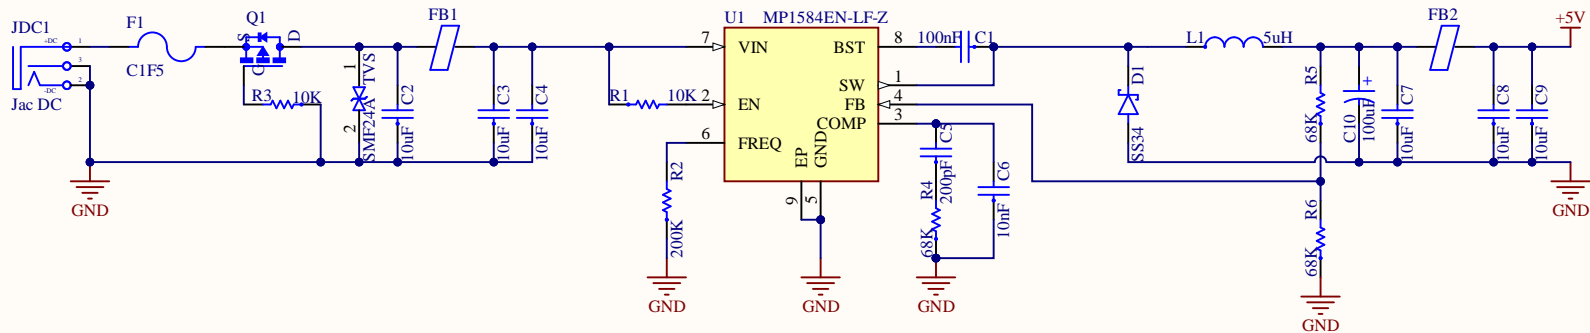 JDC1
+DC
1
3
-DC
2
Jac DC
F1
C1F5
Q1
S
D
G
R3
10K
1
TVS
2
SMF24A
C2
10uF
FB1
C3
10uF
C4
10uF
R1
10K
R2
200K
GND
GND
U1
MP1584EN-LF-Z
7
VIN
2
EN
6
FREQ
BST
8
SW
1
FB
4
COMP
3
EP
GND
9
5
GND
100nF
C1
C5
200pF
R4
68K
C6
10nF
GND
D1
SS34
L1
5uH
R5
68K
R6
68K
GND
C10
100uF
+
C7
10uF
FB2
C8
10uF
C9
10uF
+5V
GND